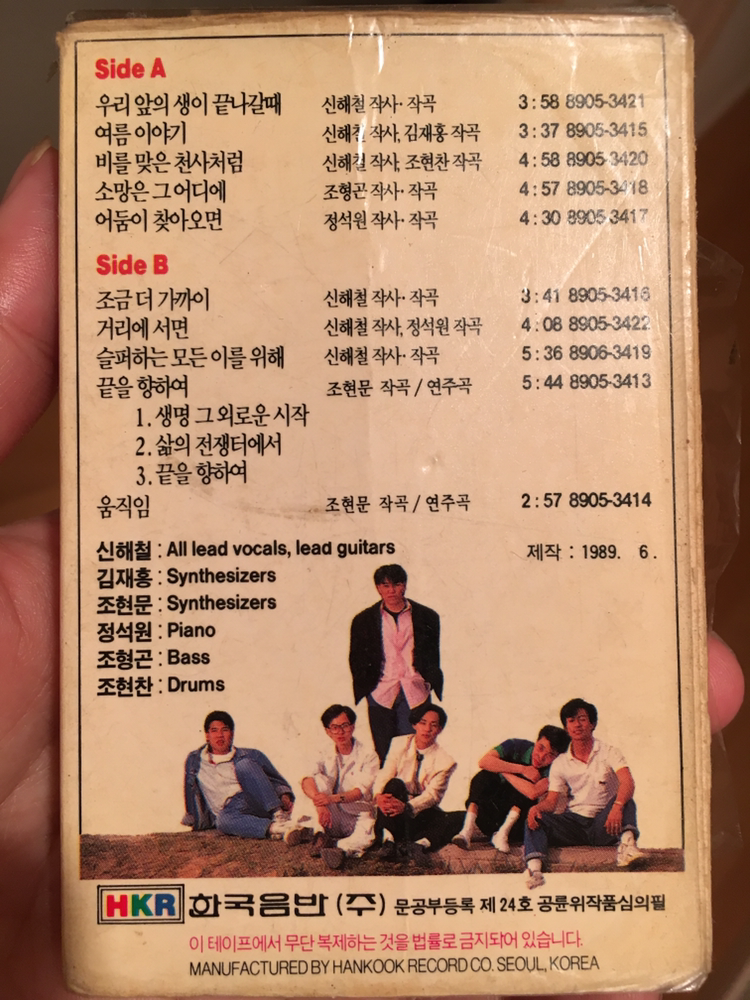 Side A
우리 앞의 생이 끝나갈때 신해철 작사·작곡 3:58 8905-3421
여름 이야기 신해철 작사, 김재홍 작곡 3:37 8905-3415
비를 맞은 천사처럼 신해철 작사, 조현찬 작곡 4:58 8905-3420
소망은 그 어디에 조형곤 작사·작곡 4:57 8905-3418
어둠이 찾아오면 정석원 작사·작곡 4:30 8905-3417
Side B
조금 더 가까이 신해철 작사·작곡 3:41 8905-3416
거리에 서면 신해철 작사, 정석원 작곡 4:08 8905-3422
슬퍼하는 모든 이를 위해 신해철 작사·작곡 5:36 8906-3419
끝을 향하여 조현문 작곡/연주곡 5:44 8905-3413
1. 생명 그 외로운 시작
2. 삶의 전쟁터에서
3. 끝을 향하여
움직임 조현문 작곡/연주곡 2:57 8905-3414
신해철 : All lead vocals, lead guitars 제작 : 1989. 6.
김재홍 : Synthesizers
조현문 : Synthesizers
정석원 : Piano
조형곤 : Bass
조현찬 : Drums
HKR 한국음반 (주) 문공부등록 제24호 공륜위작품심의필
이 테이프에서 무단 복제하는 것을 법률로 금지되어 있습니다.
MANUFACTURED BY HANKOOK RECORD CO. SEOUL, KOREA